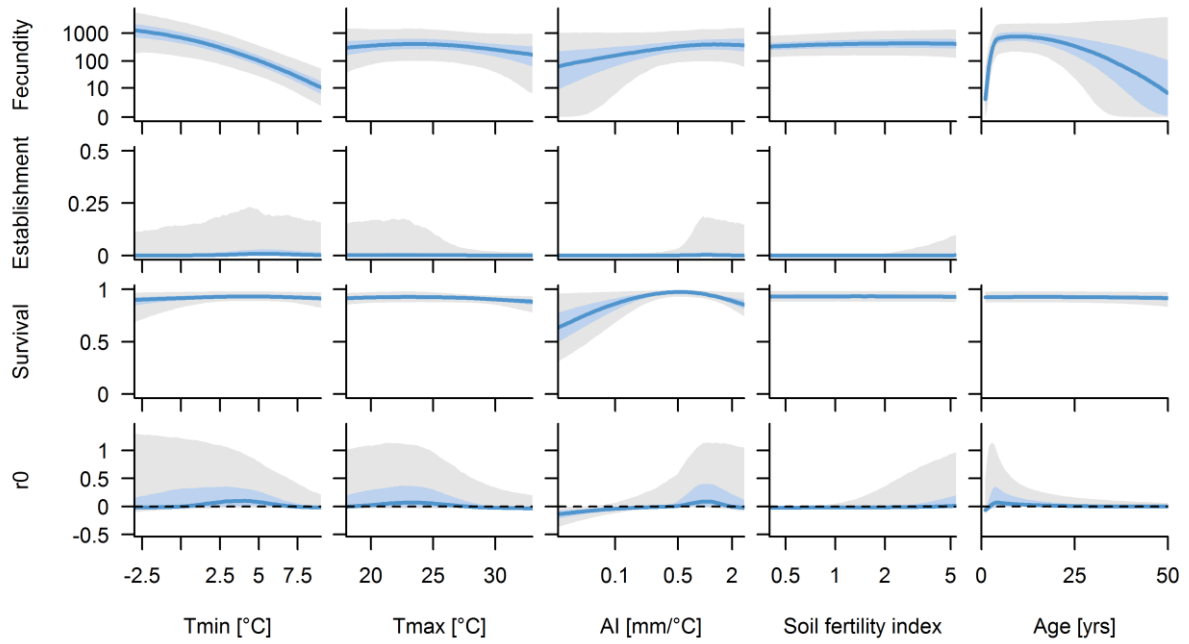 Fecundity
1000
100
10
0
Establishment
0.5
0.25
0
Survival
1
0.5
0
r0
1
0.5
0
-0.5
-2.5 2.5 5 7.5
20 25 30
0.1 0.5 2
0.5 1 2 5
0 25 50
Tmin [°C]
Tmax [°C]
AI [mm/°C]
Soil fertility index
Age [yrs]